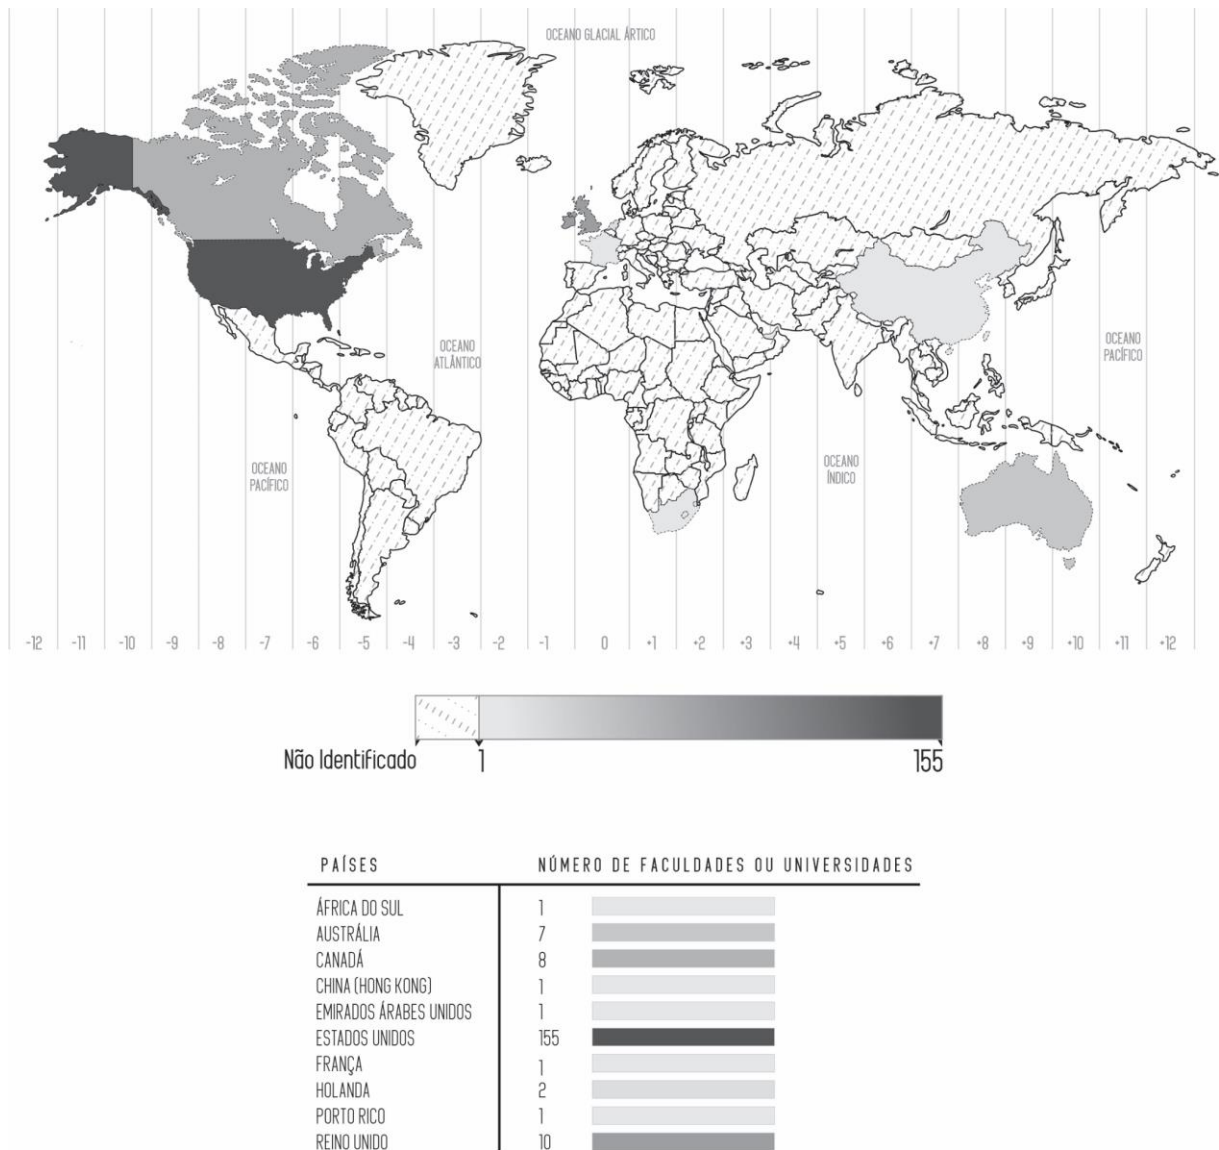 OCEANO GLACIAL ÁRTICO
OCEANO
ATLÂNTICO
OCEANO
PACÍFICO
OCEANO
PACÍFICO
OCEANO
ÍNDICO
-12 -11 -10 -9 -8 -7 -6 -5 -4 -3 -2 -1 0 +1 +2 +3 +4 +5 +6 +7 +8 +9 +10 +11 +12
Não Identificado 1 155
PAÍSES NÚMERO DE FACULDADES OU UNIVERSIDADES
ÁFRICA DO SUL 1
AUSTRÁLIA 7
CANADÁ 8
CHINA (HONG KONG) 1
EMIRADOS ÁRABES UNIDOS 1
ESTADOS UNIDOS 155
FRANÇA 1
HOLANDA 2
PORTO RICO 1
REINO UNIDO 10